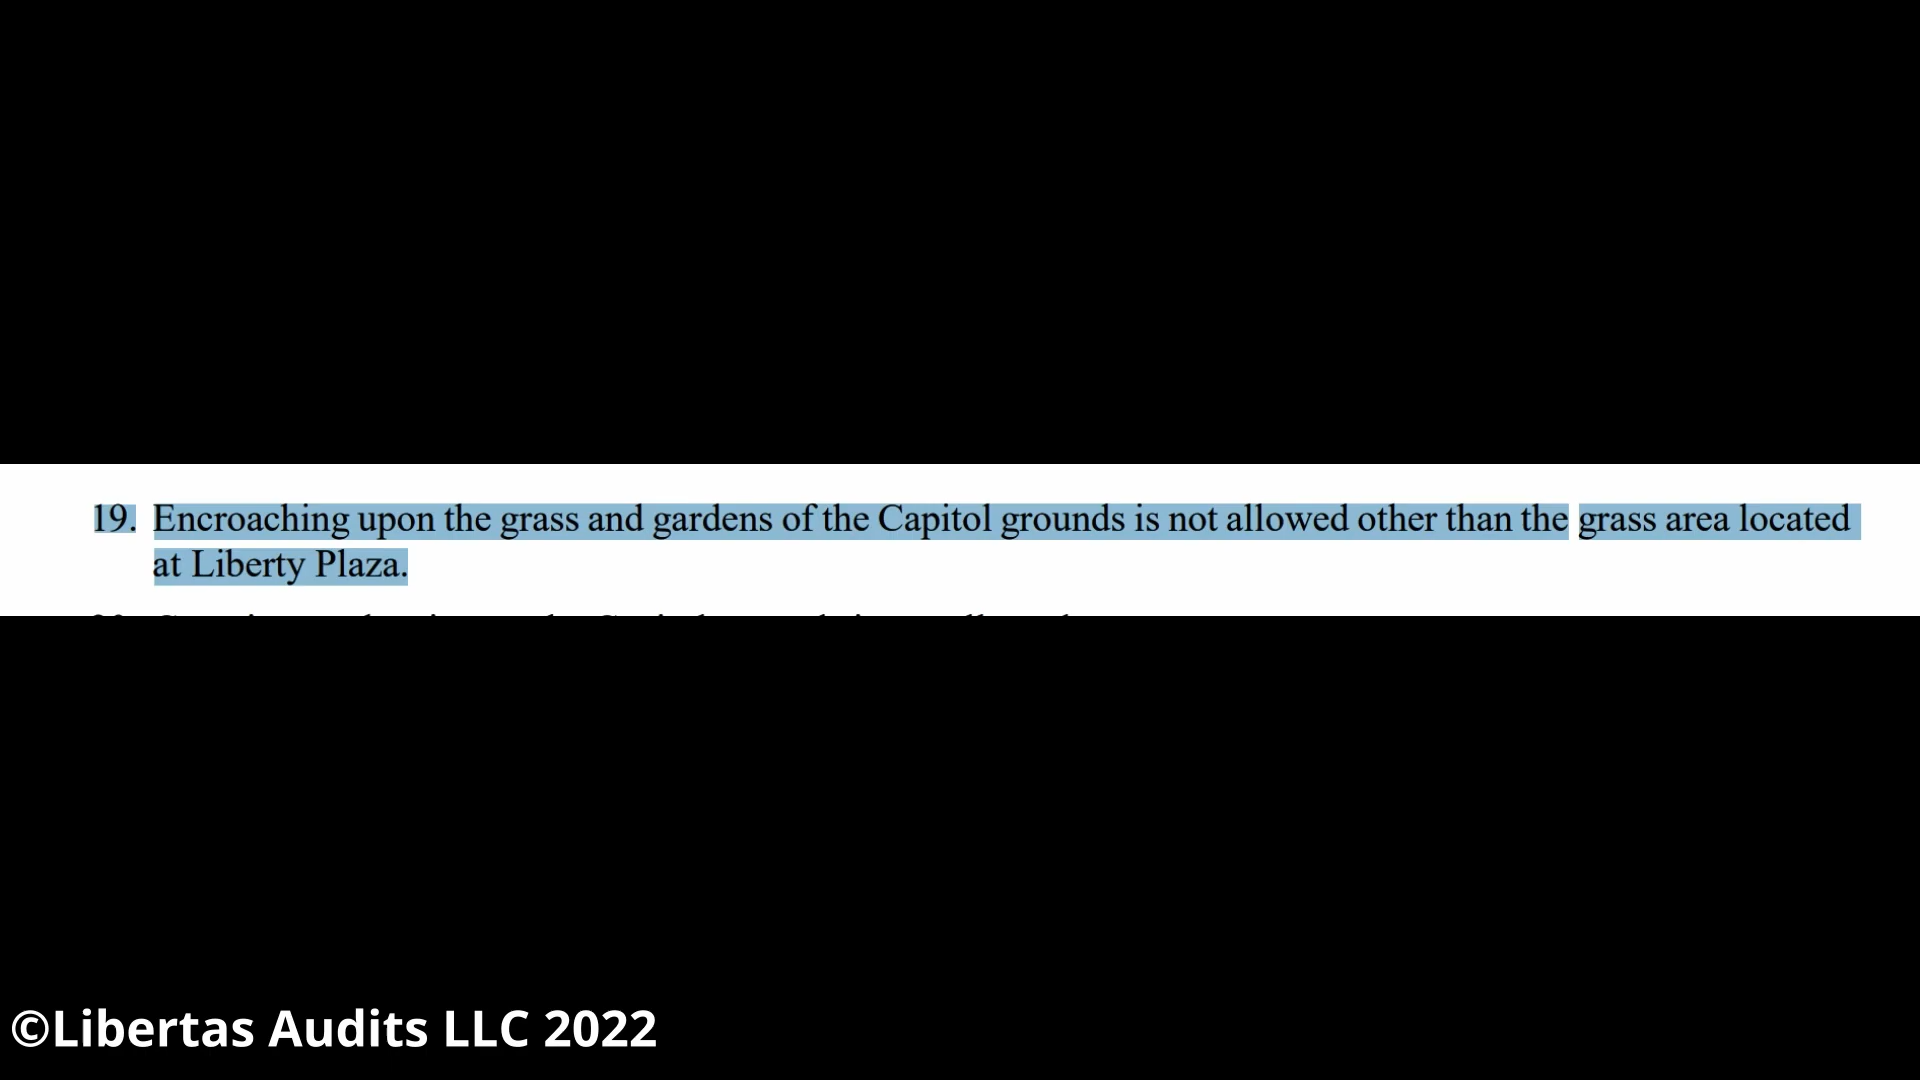 19. Encroaching upon the grass and gardens of the Capitol grounds is not allowed other than the grass area located
at Liberty Plaza.
©Libertas Audits LLC 2022